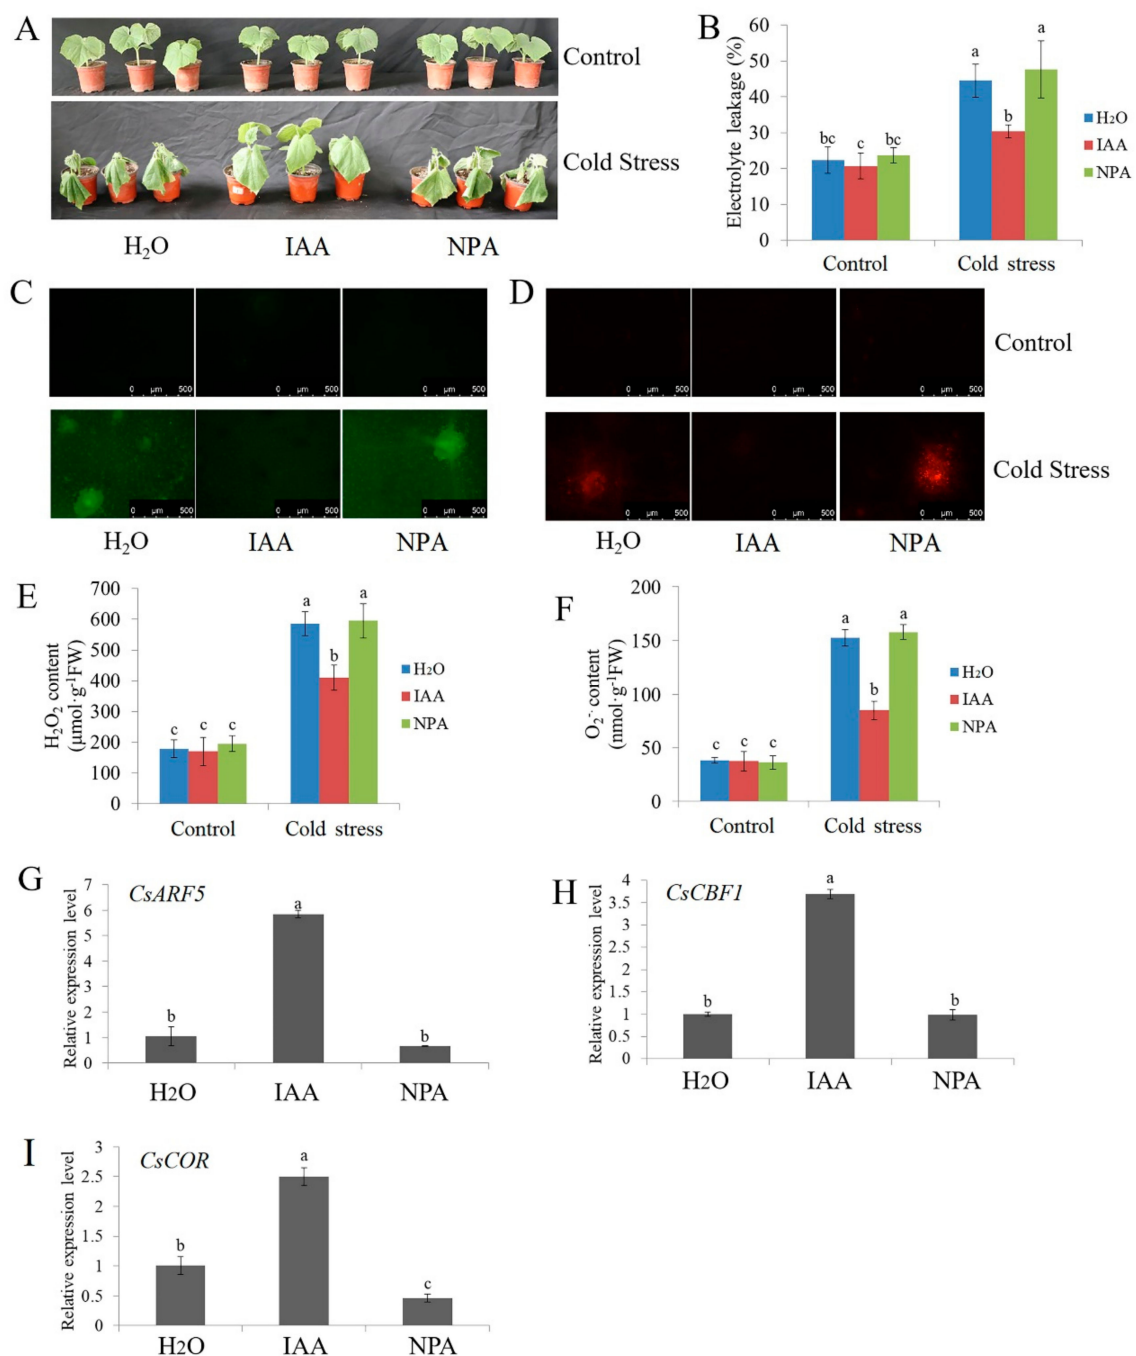 A
Control
Cold Stress
H₂O IAA NPA
B
Electrolyte leakage (%)
60
50
40
30
20
10
0
bc c bc
a b a
Control Cold stress
H₂O
IAA
NPA
C
0 µm 500 0 µm 500 0 µm 500
0 µm 500 0 µm 500 0 µm 500
H₂O IAA NPA
D
0 µm 500 0 µm 500 0 µm 500
Control
0 µm 500 0 µm 500 0 µm 500
Cold Stress
H₂O IAA NPA
E
H₂O₂ content
(µmol·g⁻¹FW)
700
600
500
400
300
200
100
0
c c c
a b a
Control Cold stress
H₂O
IAA
NPA
F
O₂⁻· content
(nmol·g⁻¹FW)
200
150
100
50
0
c c c
a b a
Control Cold stress
H₂O
IAA
NPA
G
CsARF5
Relative expression level
7
6
5
4
3
2
1
0
b a b
H2O IAA NPA
H
CsCBF1
Relative expression level
4
3.5
3
2.5
2
1.5
1
0.5
0
b a b
H2O IAA NPA
I
CsCOR
Relative expression level
3
2.5
2
1.5
1
0.5
0
b a c
H2O IAA NPA